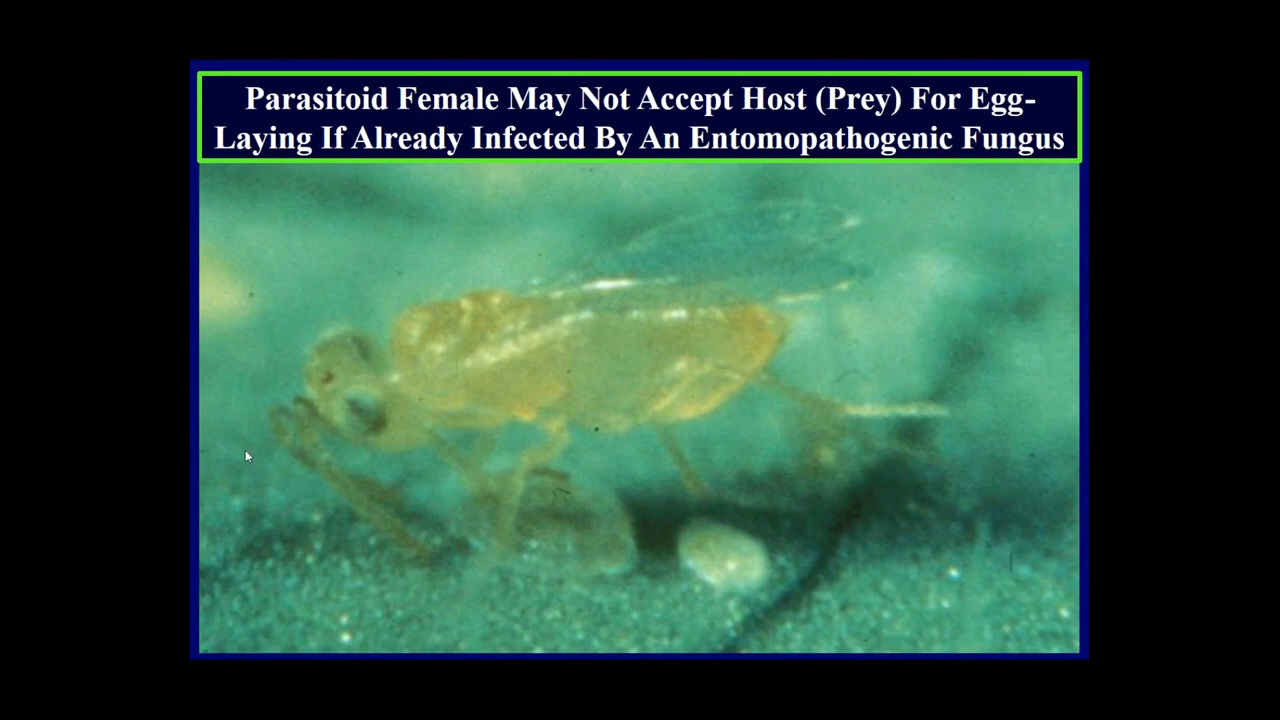 Parasitoid Female May Not Accept Host (Prey) For Egg-
Laying If Already Infected By An Entomopathogenic Fungus